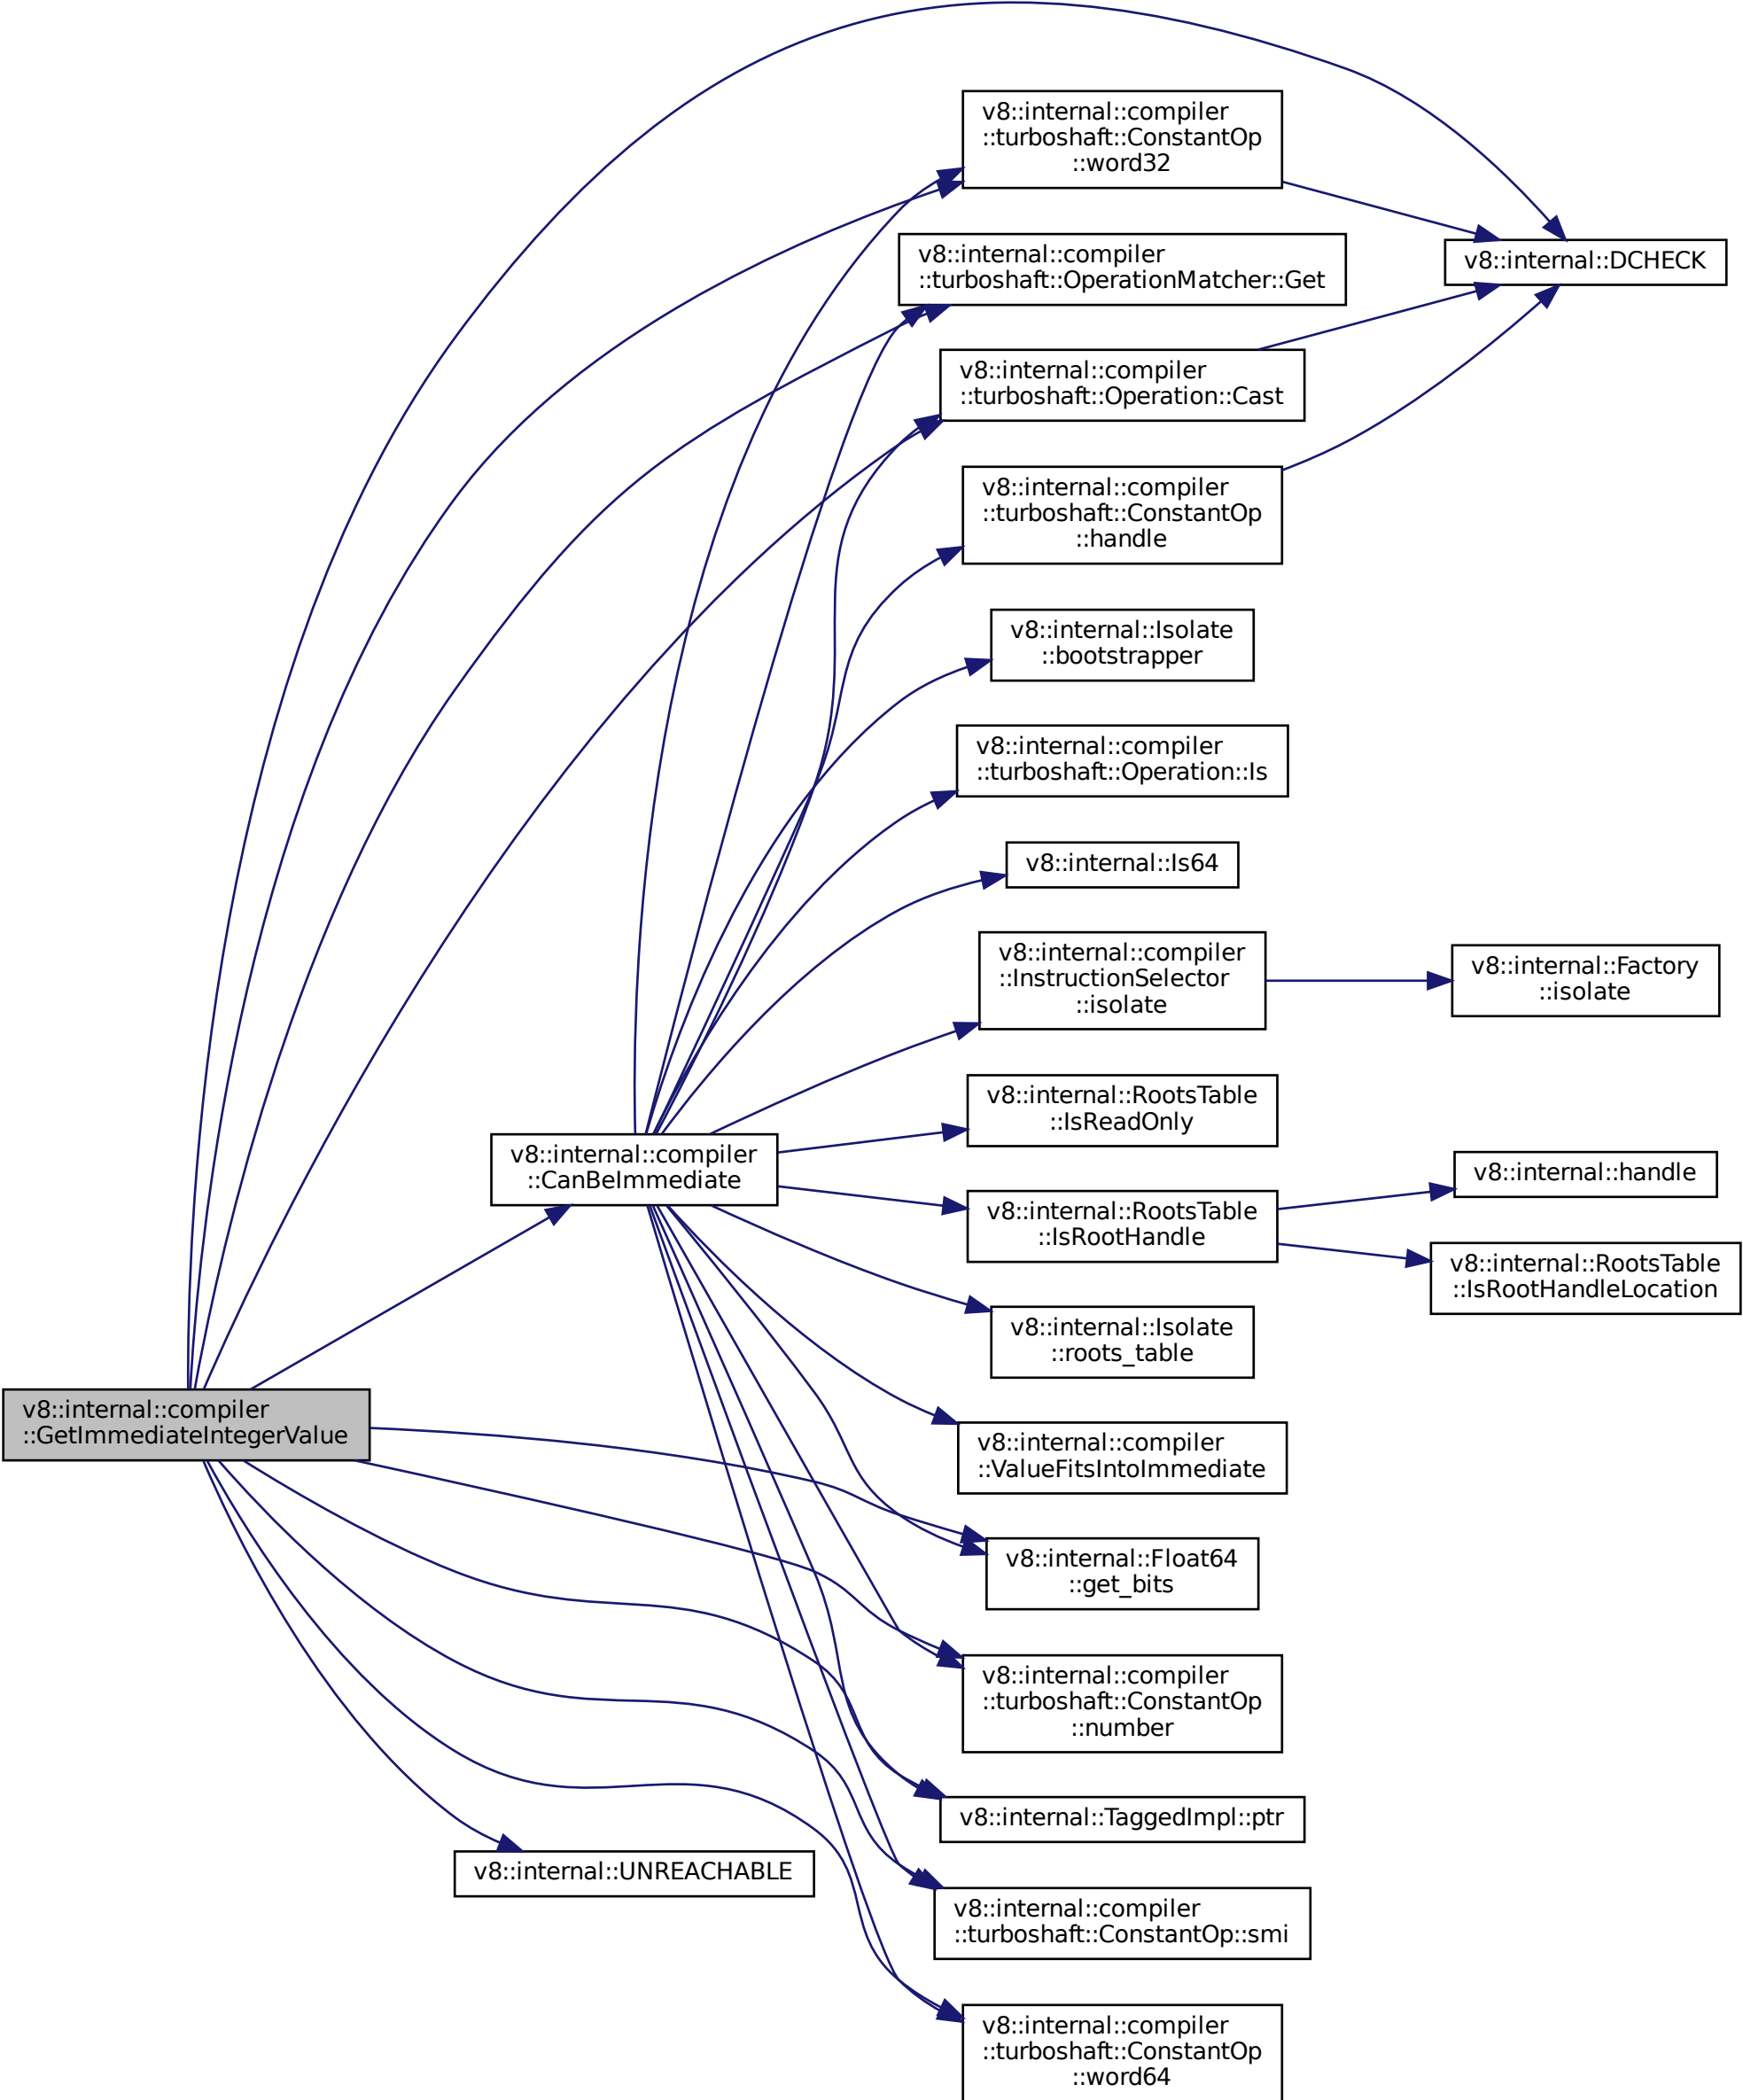 v8::internal::compiler
::turboshaft::ConstantOp
::word32
v8::internal::compiler
::turboshaft::OperationMatcher::Get
v8::internal::DCHECK
v8::internal::compiler
::turboshaft::Operation::Cast
v8::internal::compiler
::turboshaft::ConstantOp
::handle
v8::internal::Isolate
::bootstrapper
v8::internal::compiler
::turboshaft::Operation::Is
v8::internal::Is64
v8::internal::compiler
::InstructionSelector
::isolate
v8::internal::Factory
::isolate
v8::internal::RootsTable
::IsReadOnly
v8::internal::compiler
::CanBeImmediate
v8::internal::handle
v8::internal::RootsTable
::IsRootHandle
v8::internal::RootsTable
::IsRootHandleLocation
v8::internal::Isolate
::roots_table
v8::internal::compiler
::GetImmediateIntegerValue
v8::internal::compiler
::ValueFitsIntoImmediate
v8::internal::Float64
::get_bits
v8::internal::compiler
::turboshaft::ConstantOp
::number
v8::internal::TaggedImpl::ptr
v8::internal::UNREACHABLE
v8::internal::compiler
::turboshaft::ConstantOp::smi
v8::internal::compiler
::turboshaft::ConstantOp
::word64